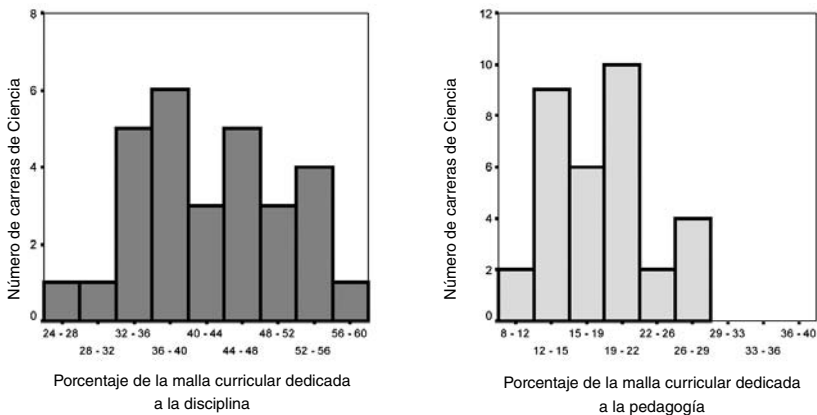 Número de carreras de Ciencia
8
6
4
2
0
24 - 28
32 - 36
40 - 44
48 - 52
56 - 60
28 - 32
36 - 40
44 - 48
52 - 56
Porcentaje de la malla curricular dedicada
a la disciplina
Número de carreras de Ciencia
12
10
8
6
4
2
0
8 - 12
15 - 19
22 - 26
29 - 33
36 - 40
12 - 15
19 - 22
26 - 29
33 - 36
Porcentaje de la malla curricular dedicada
a la pedagogía